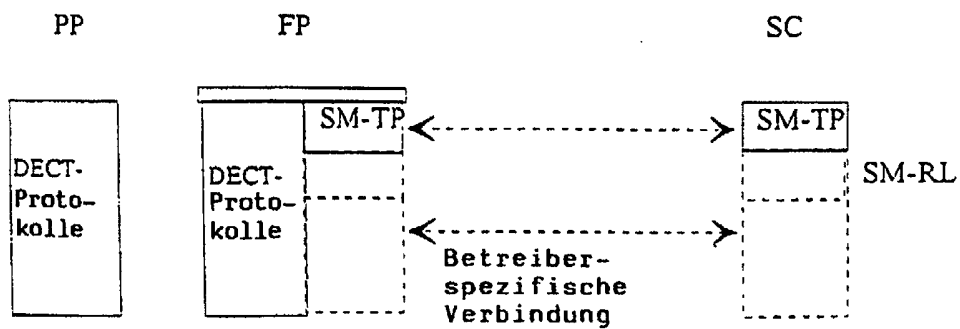 PP FP SC
SM-TP SM-TP
DECT-
Proto-
kolle
DECT-
Proto-
kolle
SM-RL
Betreiber-
spezifische
Verbindung